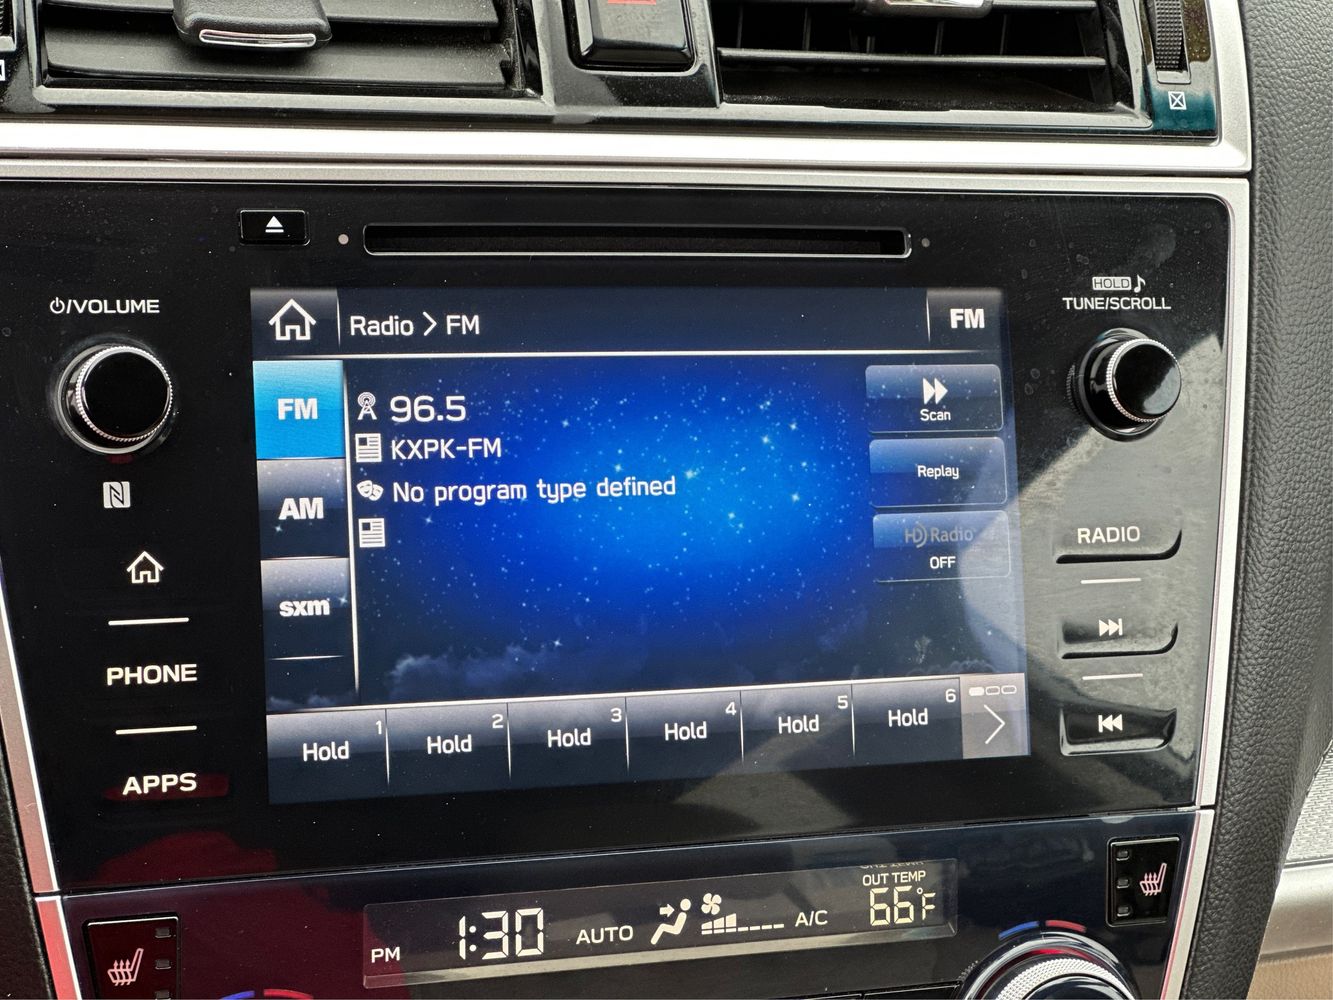 VOLUME
HOLD
TUNE/SCROLL
Radio > FM
FM
FM
96.5
Scan
KXPK-FM
Replay
No program type defined
AM
HD Radio
OFF
RADIO
sxm
PHONE
1 2 3 4 5 6
Hold Hold Hold Hold Hold Hold
APPS
OUT TEMP
PM 1:30 AUTO A/C 66°F